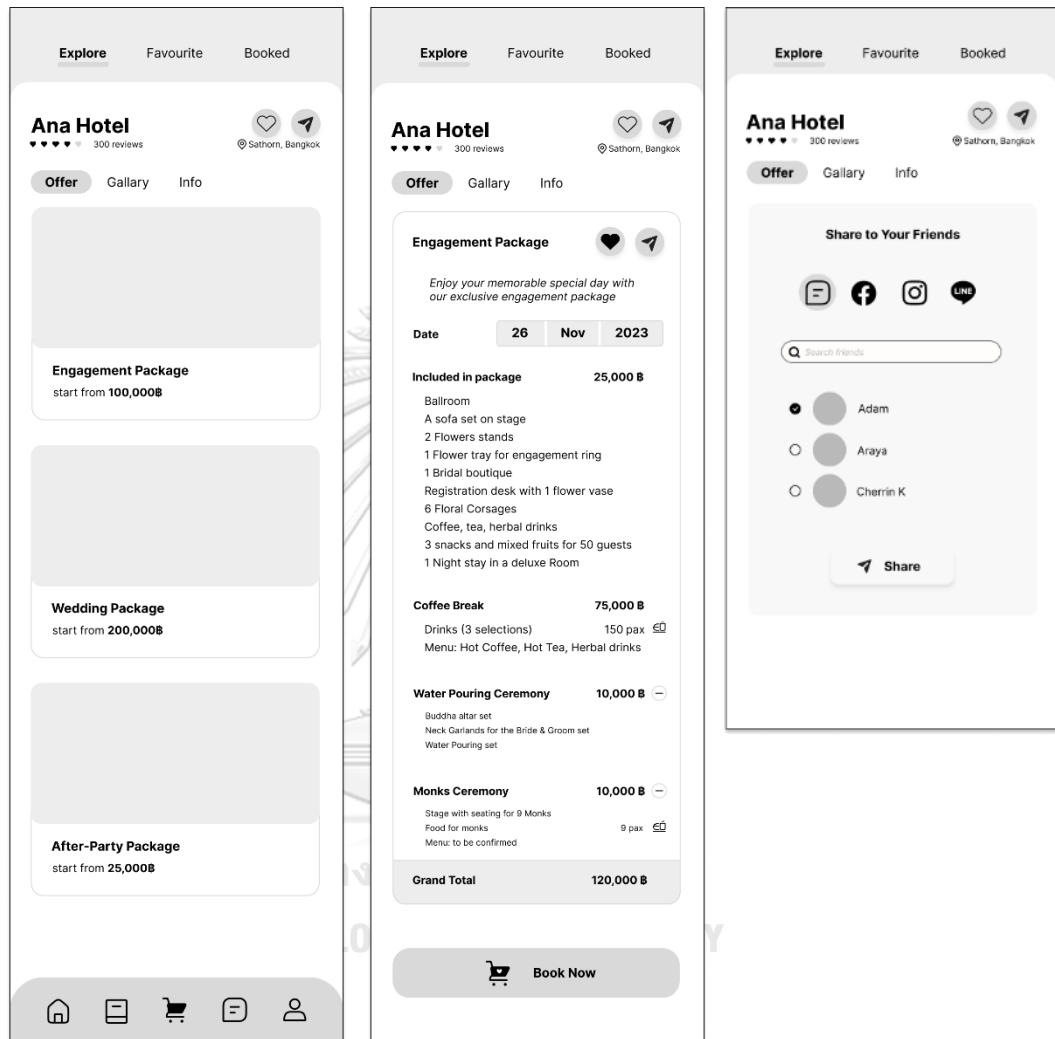 Explore Favourite Booked
Ana Hotel
300 reviews
Sathorn, Bangkok
Offer Gallary Info
Engagement Package
start from 100,000฿
Wedding Package
start from 200,000฿
After-Party Package
start from 25,000฿
Explore Favourite Booked
Ana Hotel
300 reviews
Sathorn, Bangkok
Offer Gallary Info
Engagement Package
Enjoy your memorable special day with
our exclusive engagement package
Date 26 Nov 2023
Included in package 25,000 ฿
Ballroom
A sofa set on stage
2 Flowers stands
1 Flower tray for engagement ring
1 Bridal boutique
Registration desk with 1 flower vase
6 Floral Corsages
Coffee, tea, herbal drinks
3 snacks and mixed fruits for 50 guests
1 Night stay in a deluxe Room
Coffee Break 75,000 ฿
Drinks (3 selections) 150 pax
Menu: Hot Coffee, Hot Tea, Herbal drinks
Water Pouring Ceremony 10,000 ฿
Buddha altar set
Neck Garlands for the Bride & Groom set
Water Pouring set
Monks Ceremony 10,000 ฿
Stage with seating for 9 Monks
Food for monks 9 pax
Menu: to be confirmed
Grand Total 120,000 ฿
Book Now
Explore Favourite Booked
Ana Hotel
300 reviews
Sathorn, Bangkok
Offer Gallary Info
Share to Your Friends
LINE
Search friends
Adam
Araya
Cherrin K
Share